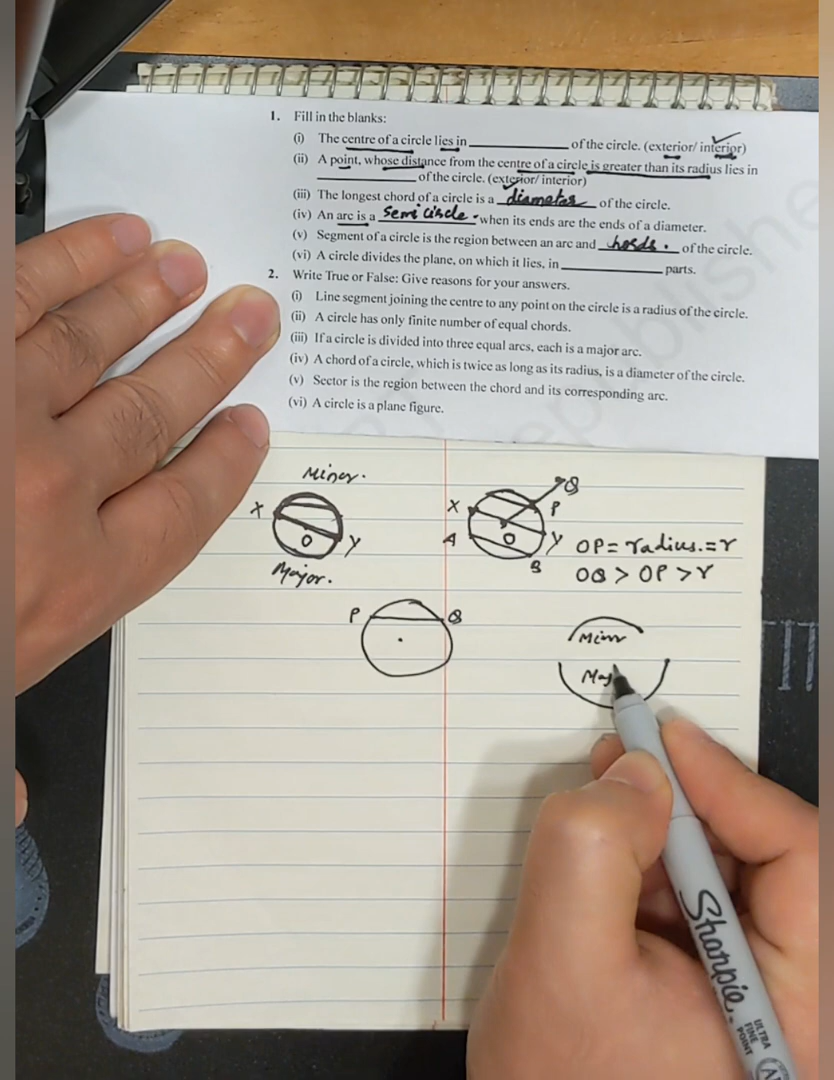 1. Fill in the blanks:
(i) The centre of a circle lies in __________ of the circle. (exterior/ interior)
(ii) A point, whose distance from the centre of a circle is greater than its radius lies in
__________ of the circle. (exterior/ interior)
(iii) The longest chord of a circle is a diameter of the circle.
(iv) An arc is a Semi circle when its ends are the ends of a diameter.
(v) Segment of a circle is the region between an arc and hords. of the circle.
(vi) A circle divides the plane, on which it lies, in __________ parts.
2. Write True or False: Give reasons for your answers.
(i) Line segment joining the centre to any point on the circle is a radius of the circle.
(ii) A circle has only finite number of equal chords.
(iii) If a circle is divided into three equal arcs, each is a major arc.
(iv) A chord of a circle, which is twice as long as its radius, is a diameter of the circle.
(v) Sector is the region between the chord and its corresponding arc.
(vi) A circle is a plane figure.
Minor.
X O Y
Major.
X P Q
A O Y
B
OP = radius. = r
OQ > OP > r
P Q
Minor
Maj
Sharpie.
ULTRA
FINE
POINT